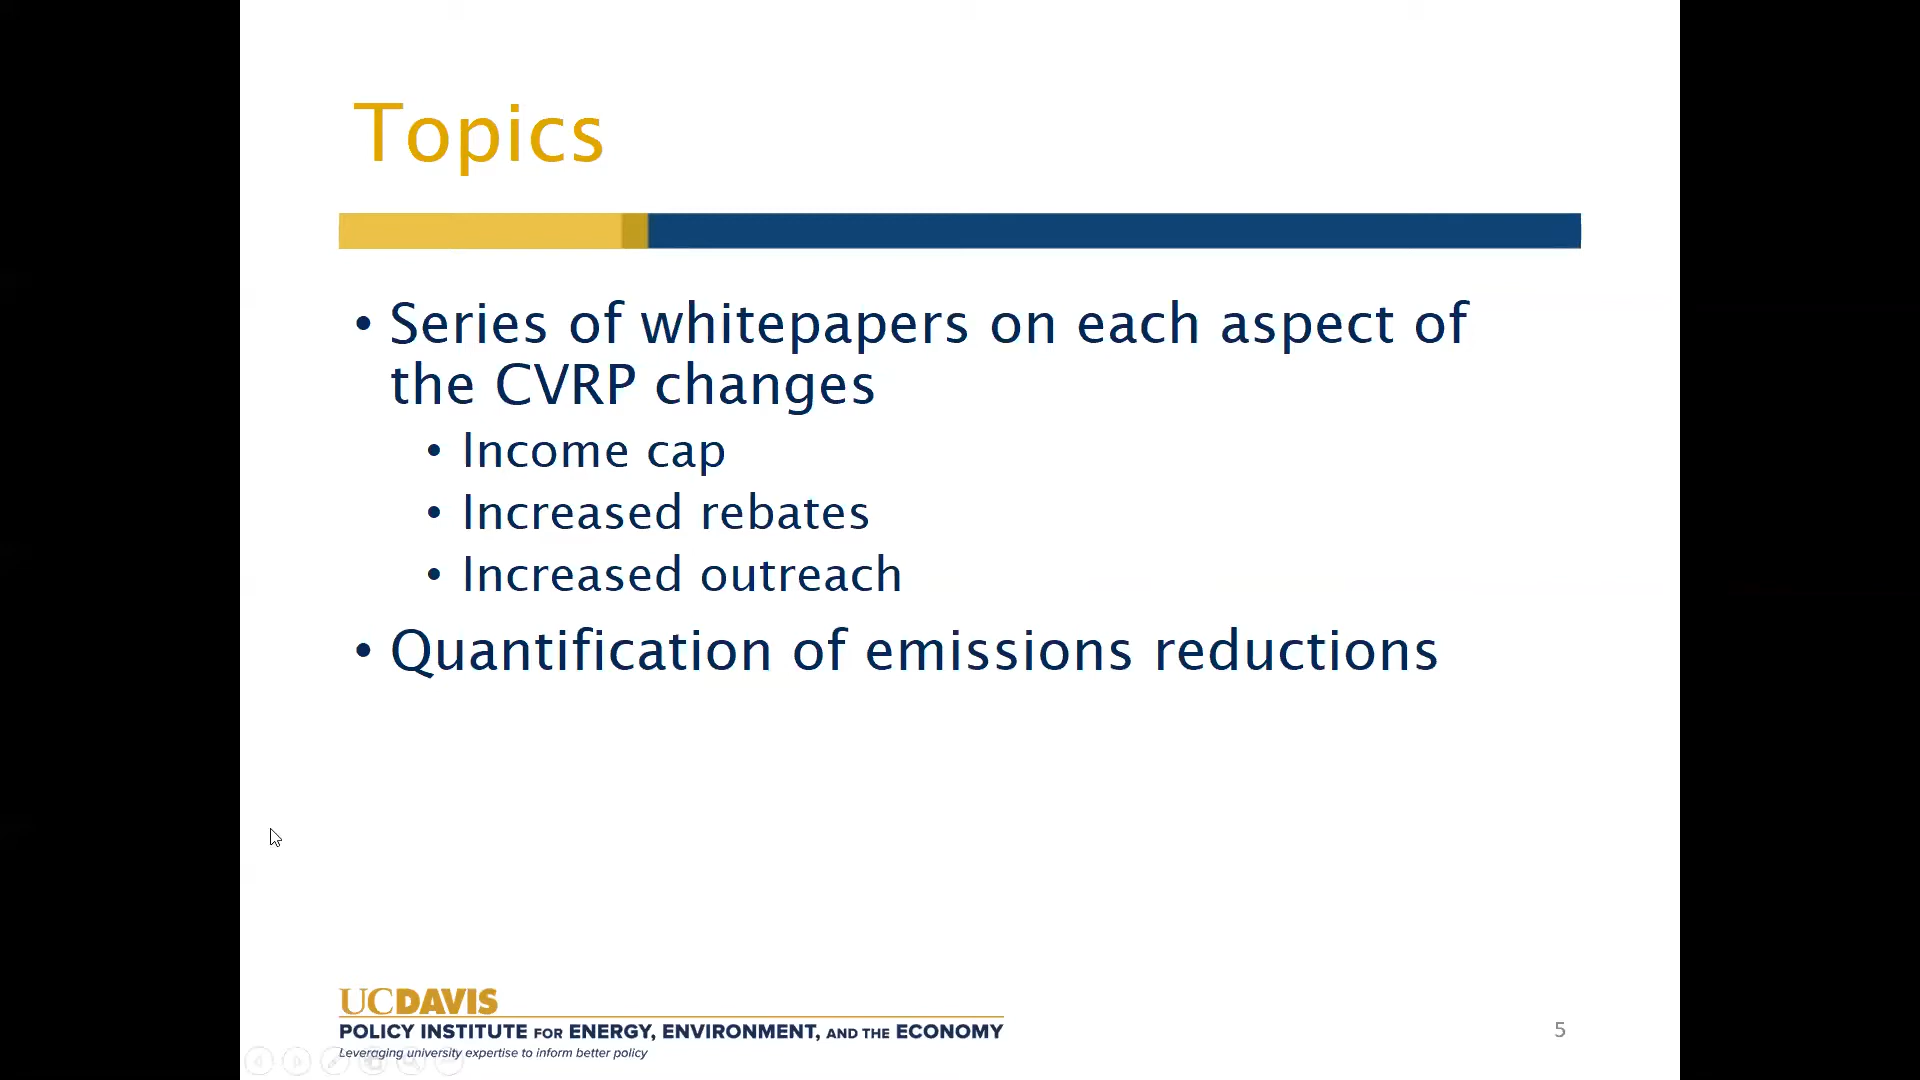 Topics
• Series of whitepapers on each aspect of
the CVRP changes
• Income cap
• Increased rebates
• Increased outreach
• Quantification of emissions reductions
UCDAVIS
POLICY INSTITUTE FOR ENERGY, ENVIRONMENT, AND THE ECONOMY
Leveraging university expertise to inform better policy
5